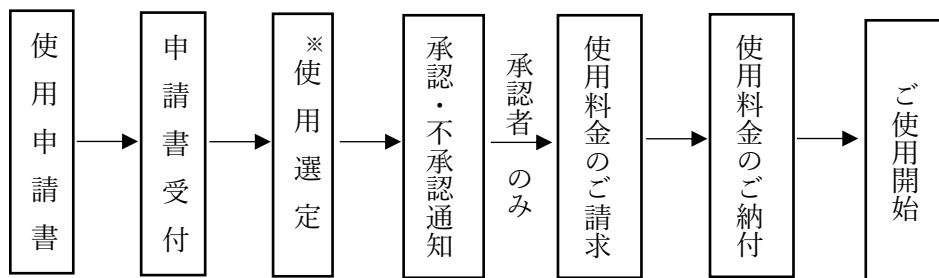 使用申請書
申請書受付
※使用選定
承認・不承認通知
承認者のみ
使用料金のご請求
使用料金のご納付
ご使用開始